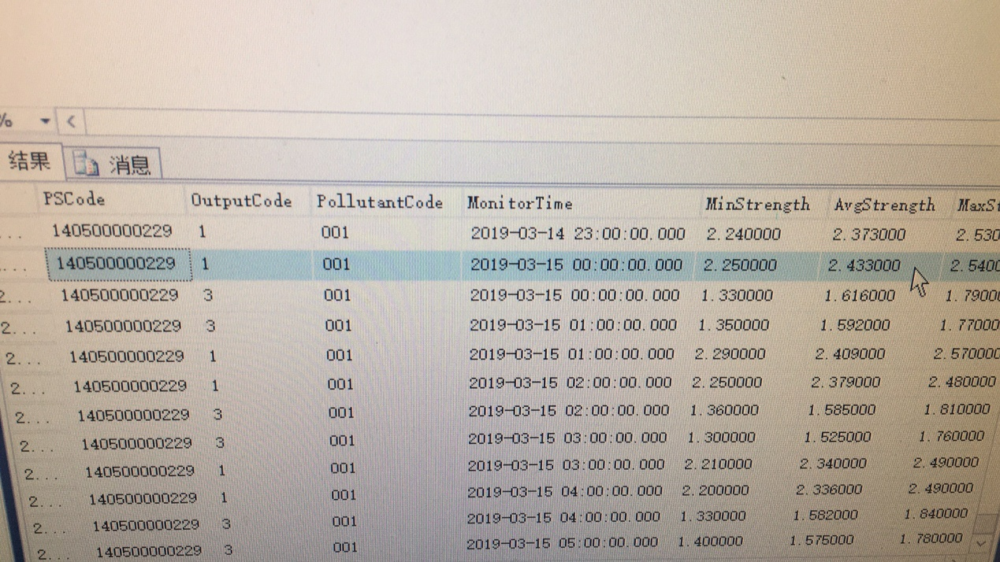 %
结果 消息
PSCode OutputCode PollutantCode MonitorTime MinStrength AvgStrength MaxSt
... 140500000229 1 001 2019-03-14 23:00:00.000 2.240000 2.373000 2.530
... 140500000229 1 001 2019-03-15 00:00:00.000 2.250000 2.433000 2.5400
2... 140500000229 3 001 2019-03-15 00:00:00.000 1.330000 1.616000 1.7900
2... 140500000229 3 001 2019-03-15 01:00:00.000 1.350000 1.592000 1.77000
2... 140500000229 1 001 2019-03-15 01:00:00.000 2.290000 2.409000 2.570000
2... 140500000229 1 001 2019-03-15 02:00:00.000 2.250000 2.379000 2.480000
2... 140500000229 3 001 2019-03-15 02:00:00.000 1.360000 1.585000 1.810000
2... 140500000229 3 001 2019-03-15 03:00:00.000 1.300000 1.525000 1.760000
2... 140500000229 1 001 2019-03-15 03:00:00.000 2.210000 2.340000 2.490000
2... 140500000229 1 001 2019-03-15 04:00:00.000 2.200000 2.336000 2.490000
2... 140500000229 3 001 2019-03-15 04:00:00.000 1.330000 1.582000 1.840000
2... 140500000229 3 001 2019-03-15 05:00:00.000 1.400000 1.575000 1.780000